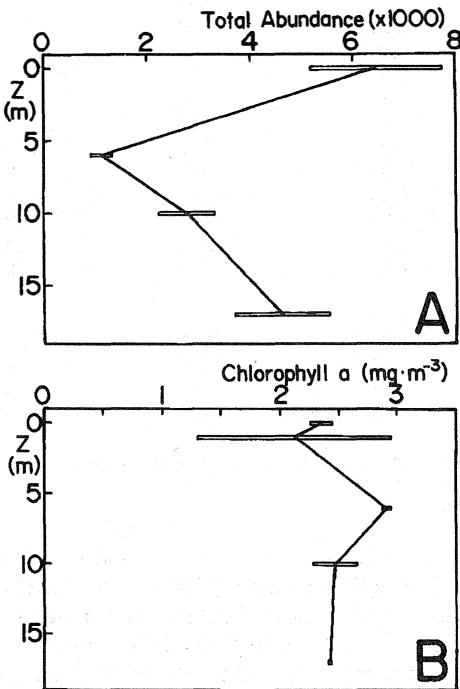 Total Abundance (x1000)
0 2 4 6 8
0
Z
(m)
5
10
15
A
Chlorophyll a (mg·m⁻³)
0 1 2 3
0
Z
(m)
5
10
15
B